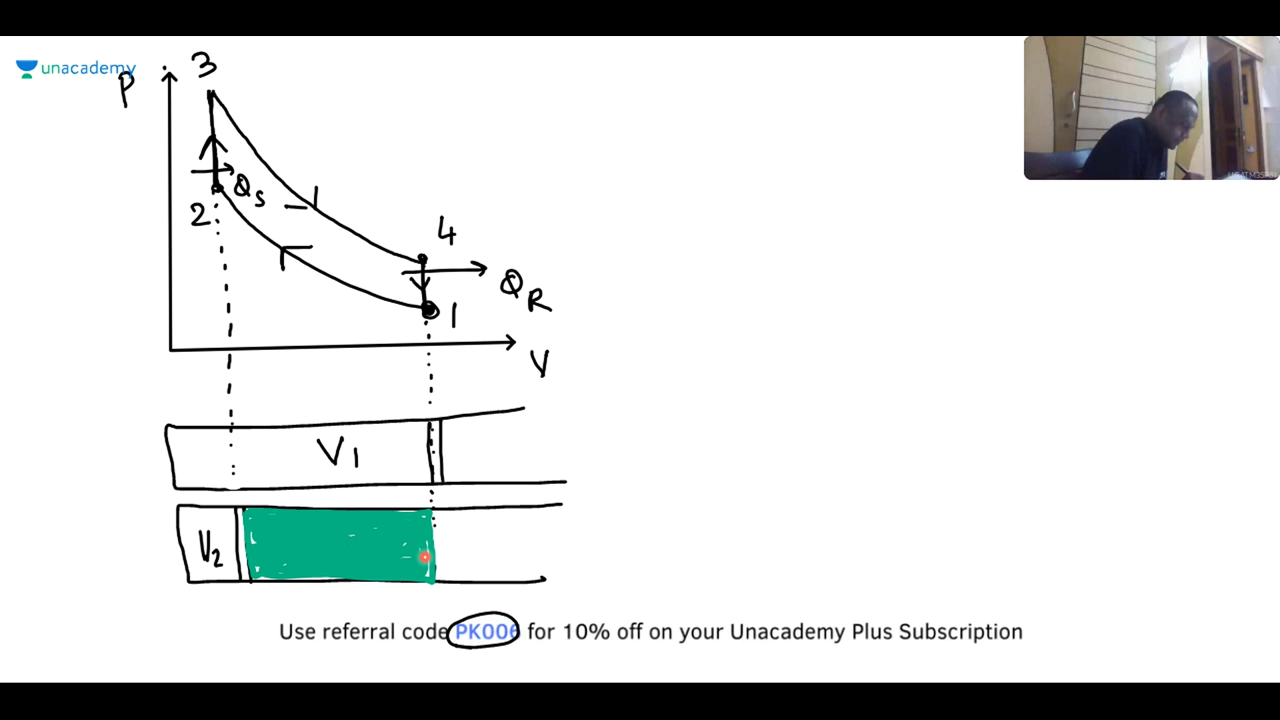 unacademy
3
P
Qs
2
4
QR
1
V
V1
V2
Use referral code PK006 for 10% off on your Unacademy Plus Subscription